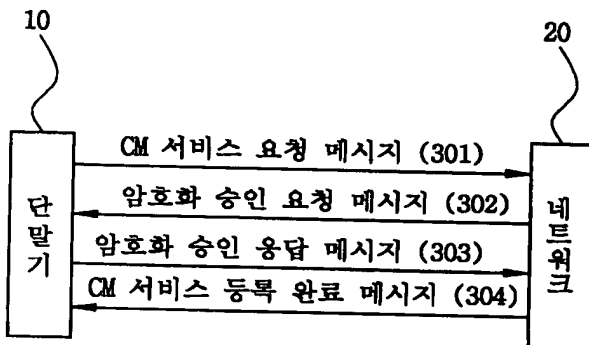 10
20
CM 서비스 요청 메시지 (301)
암호화 승인 요청 메시지 (302)
암호화 승인 응답 메시지 (303)
CM 서비스 등록 완료 메시지 (304)
단말기
네트워크